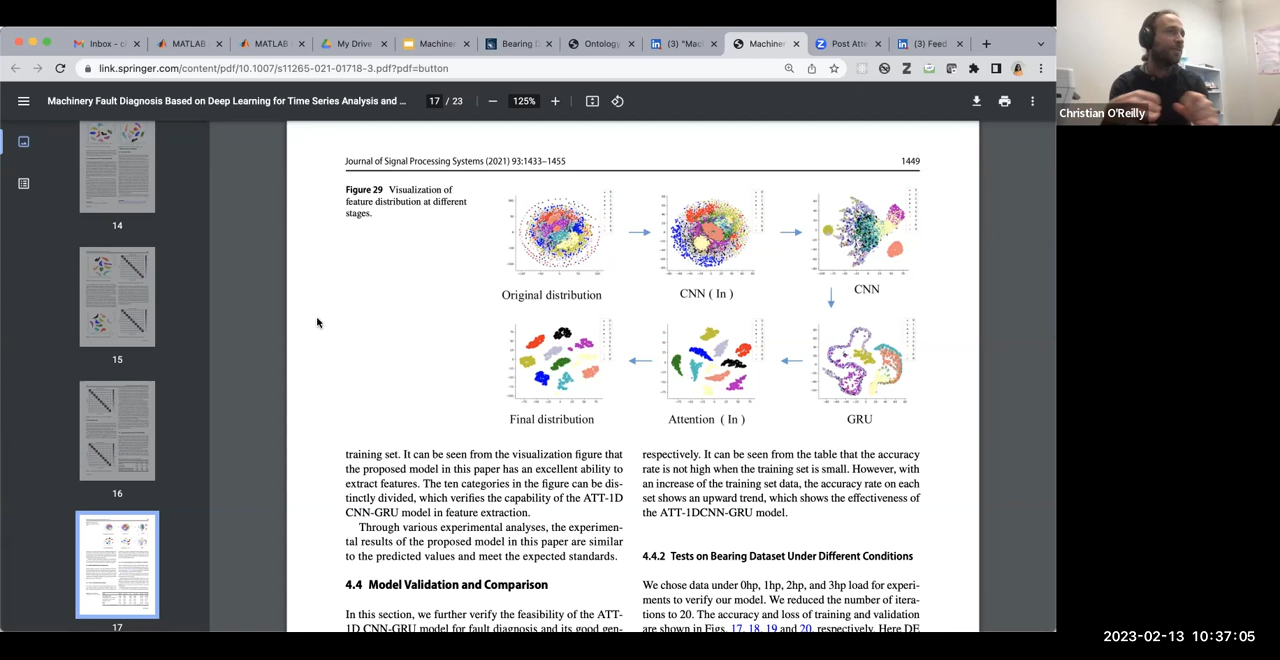 Inbox - c
MATLAB
MATLAB
My Drive
Machiner
Bearing D
Ontology
(3) "Mac
Machiner
Post Atte
(3) Feed
link.springer.com/content/pdf/10.1007/s11265-021-01718-3.pdf?pdf=button
Machinery Fault Diagnosis Based on Deep Learning for Time Series Analysis and ...
17 / 23
125%
Christian O'Reilly
14
15
16
17
Journal of Signal Processing Systems (2021) 93:1433–1455
1449
Figure 29 Visualization of
feature distribution at different
stages.
Original distribution
CNN ( In )
CNN
Final distribution
Attention ( In )
GRU
training set. It can be seen from the visualization figure that
the proposed model in this paper has an excellent ability to
extract features. The ten categories in the figure can be dis-
tinctly divided, which verifies the capability of the ATT-1D
CNN-GRU model in feature extraction.
Through various experimental analyses, the experimen-
tal results of the proposed model in this paper are similar
to the predicted values and meet the expected standards.
4.4 Model Validation and Comparison
In this section, we further verify the feasibility of the ATT-
1D CNN-GRU model for fault diagnosis and its good gen-
respectively. It can be seen from the table that the accuracy
rate is not high when the training set is small. However, with
an increase of the training set data, the accuracy rate on each
set shows an upward trend, which shows the effectiveness of
the ATT-1DCNN-GRU model.
4.4.2 Tests on Bearing Dataset Under Different Conditions
We chose data under 0hp, 1hp, 2hp, and 3hp load for experi-
ments to verify our model. We reduced the number of itera-
tions to 20. The accuracy and loss of training and validation
are shown in Figs. 17, 18, 19 and 20, respectively. Here DE
2023-02-13 10:37:05